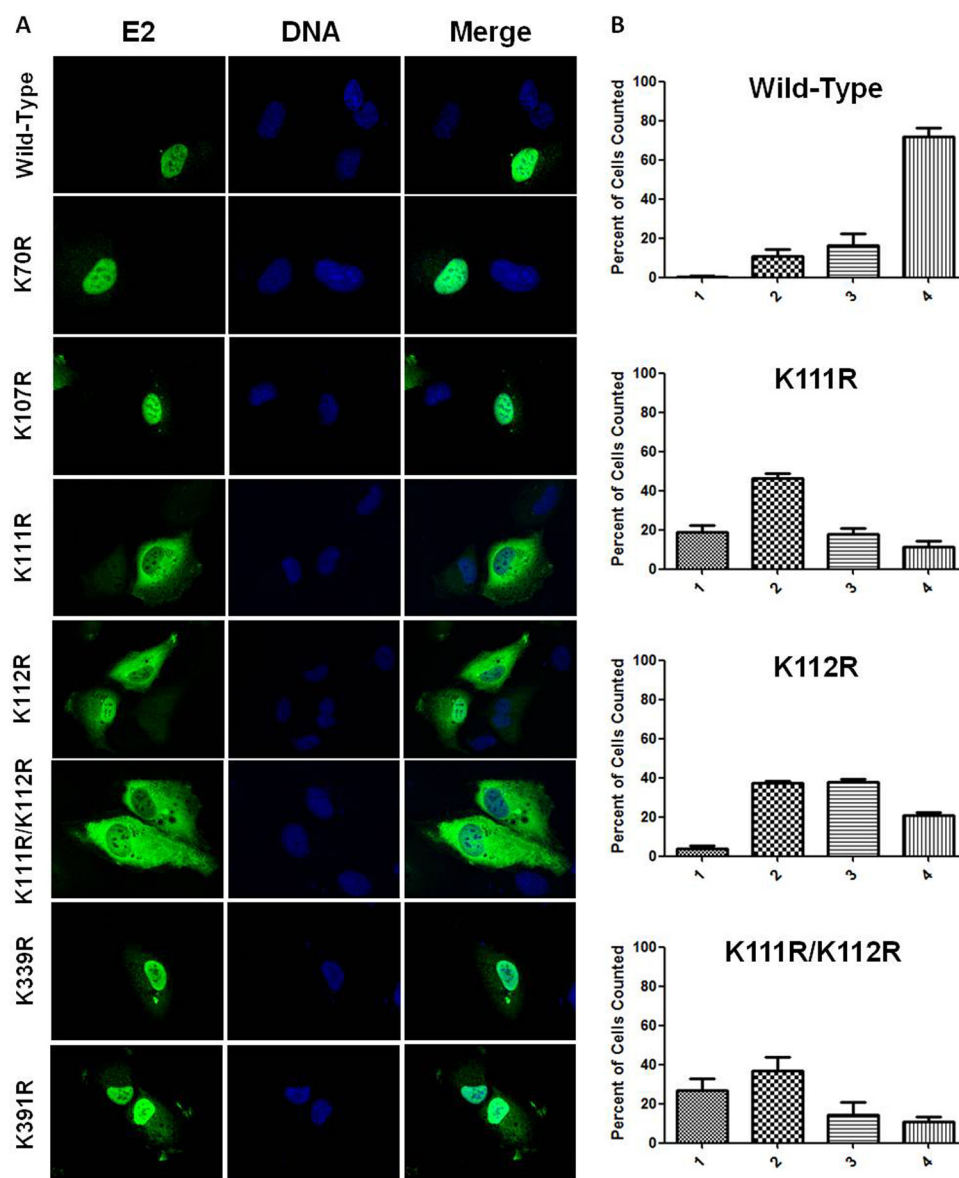 A
E2
DNA
Merge
Wild-Type
K70R
K107R
K111R
K112R
K111R/K112R
K339R
K391R
B
Wild-Type
Percent of Cells Counted
100
80
60
40
20
0
1
2
3
4
K111R
Percent of Cells Counted
100
80
60
40
20
0
1
2
3
4
K112R
Percent of Cells Counted
100
80
60
40
20
0
1
2
3
4
K111R/K112R
Percent of Cells Counted
100
80
60
40
20
0
1
2
3
4